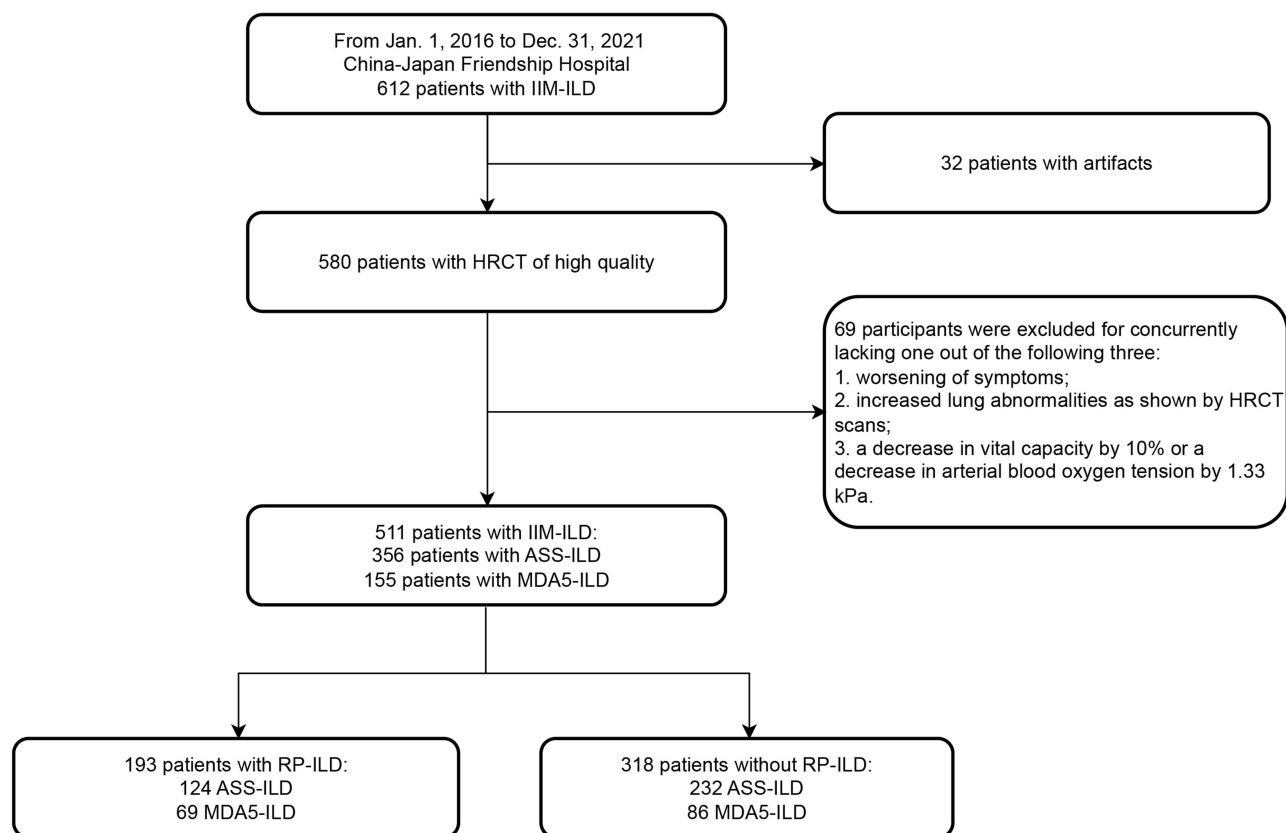 From Jan. 1, 2016 to Dec. 31, 2021
China-Japan Friendship Hospital
612 patients with IIM-ILD
32 patients with artifacts
580 patients with HRCT of high quality
69 participants were excluded for concurrently
lacking one out of the following three:
1. worsening of symptoms;
2. increased lung abnormalities as shown by HRCT
scans;
3. a decrease in vital capacity by 10% or a
decrease in arterial blood oxygen tension by 1.33
kPa.
511 patients with IIM-ILD:
356 patients with ASS-ILD
155 patients with MDA5-ILD
193 patients with RP-ILD:
124 ASS-ILD
69 MDA5-ILD
318 patients without RP-ILD:
232 ASS-ILD
86 MDA5-ILD